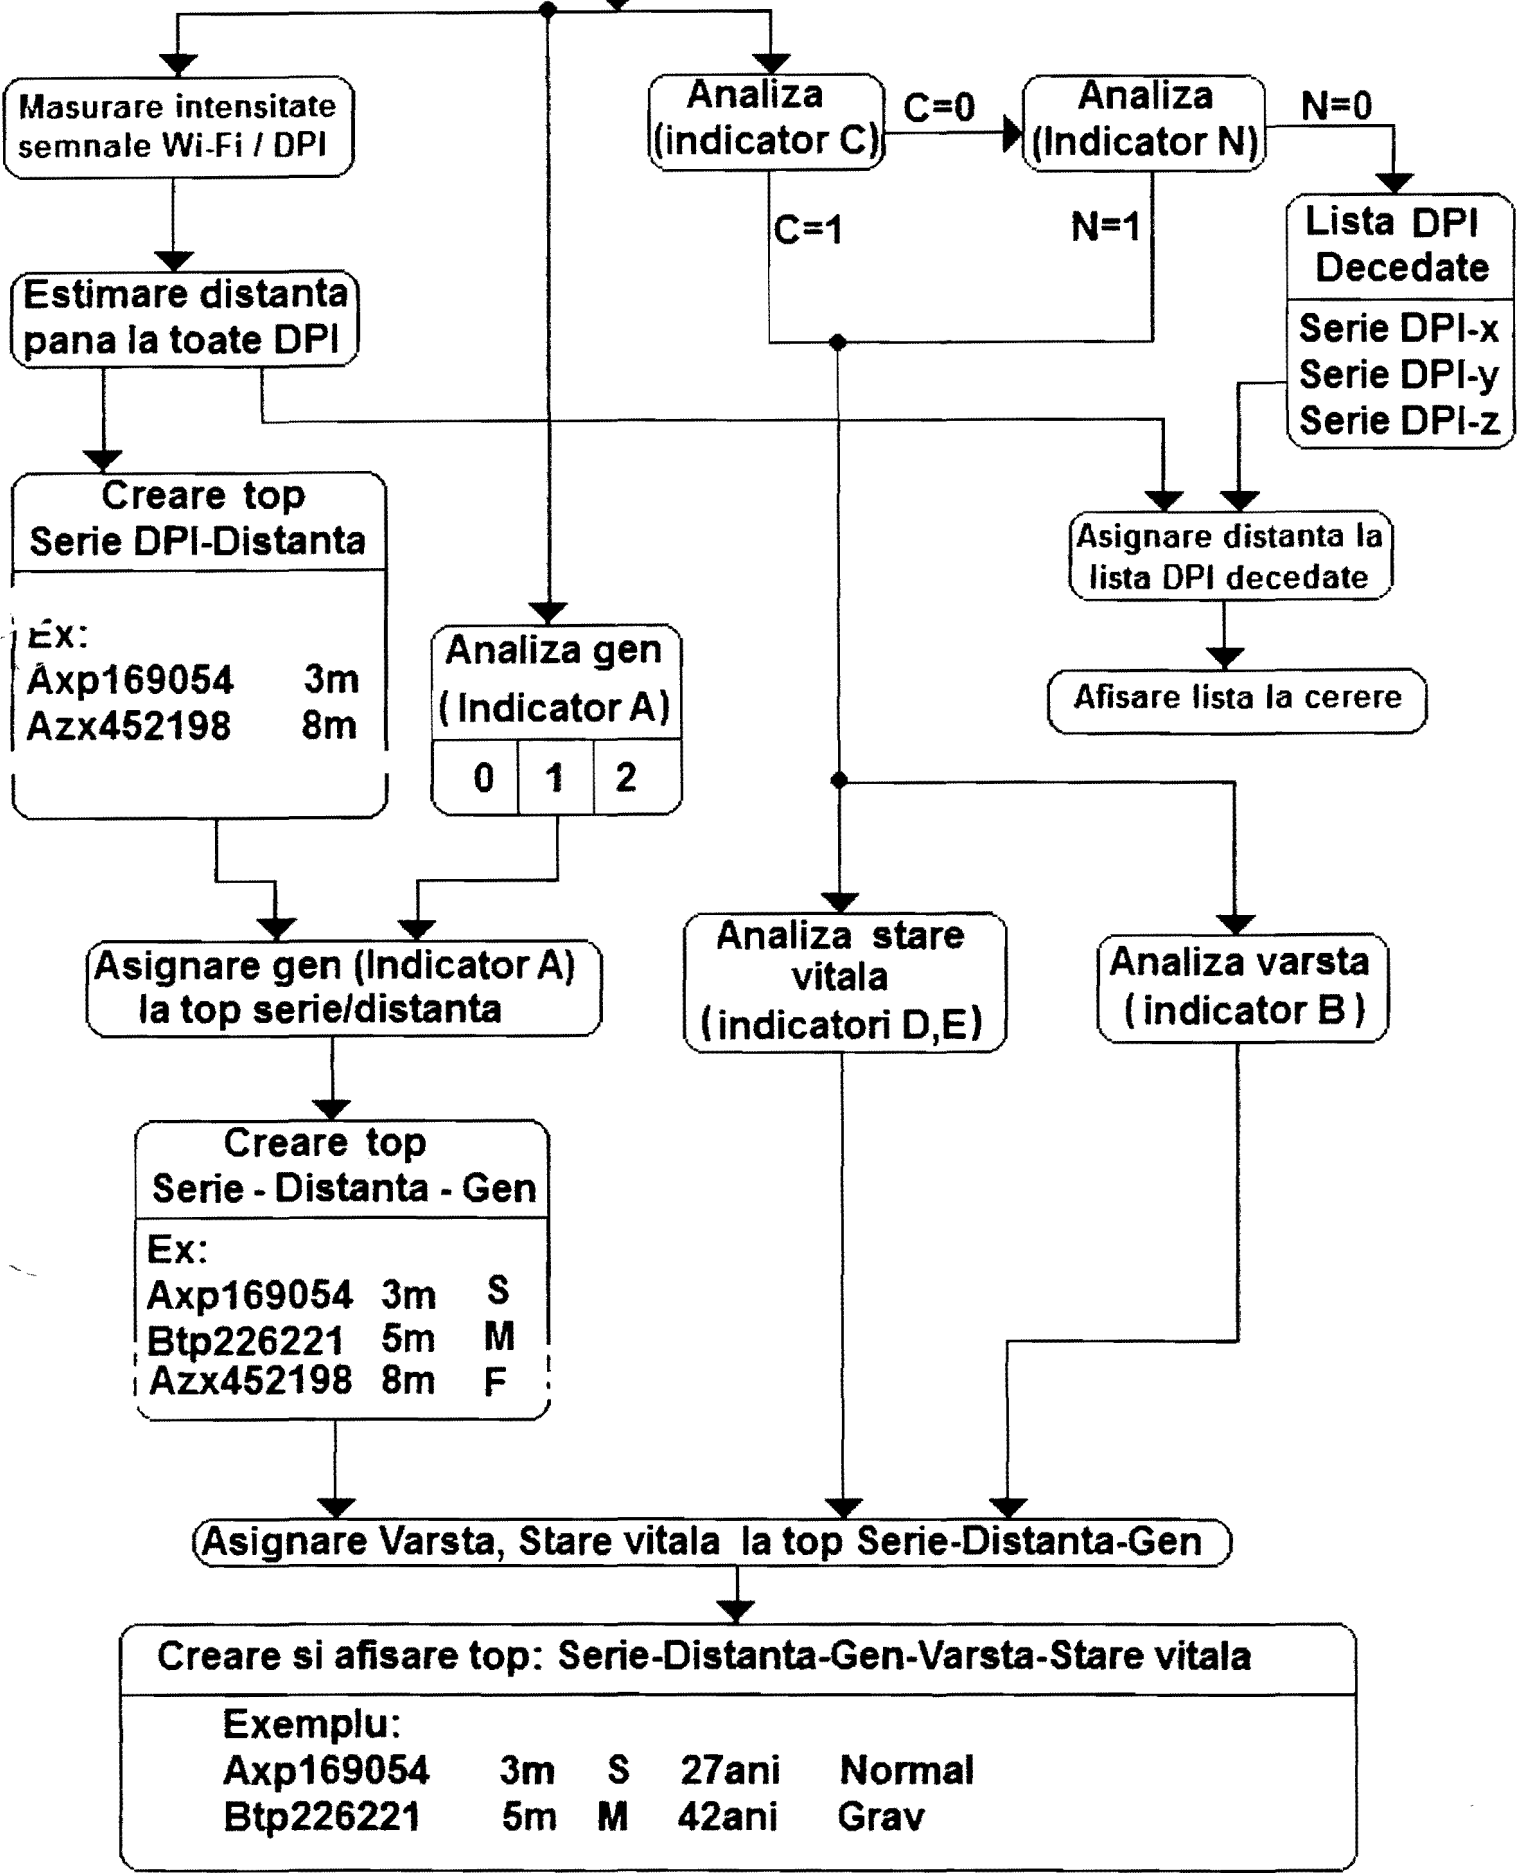 Masurare intensitate
semnale Wi-Fi / DPI
Analiza
(indicator C)
C=0
Analiza
(Indicator N)
N=0
C=1
N=1
Lista DPI
Decedate
Serie DPI-x
Serie DPI-y
Serie DPI-z
Estimare distanta
pana la toate DPI
Creare top
Serie DPI-Distanta
Ex:
Axp169054 3m
Azx452198 8m
Analiza gen
( Indicator A)
0 1 2
Asignare distanta la
lista DPI decedate
Afisare lista la cerere
Asignare gen (Indicator A)
la top serie/distanta
Analiza stare
vitala
(indicatori D,E)
Analiza varsta
(indicator B )
Creare top
Serie - Distanta - Gen
Ex:
Axp169054 3m S
Btp226221 5m M
Azx452198 8m F
Asignare Varsta, Stare vitala la top Serie-Distanta-Gen
Creare si afisare top: Serie-Distanta-Gen-Varsta-Stare vitala
Exemplu:
Axp169054 3m S 27ani Normal
Btp226221 5m M 42ani Grav